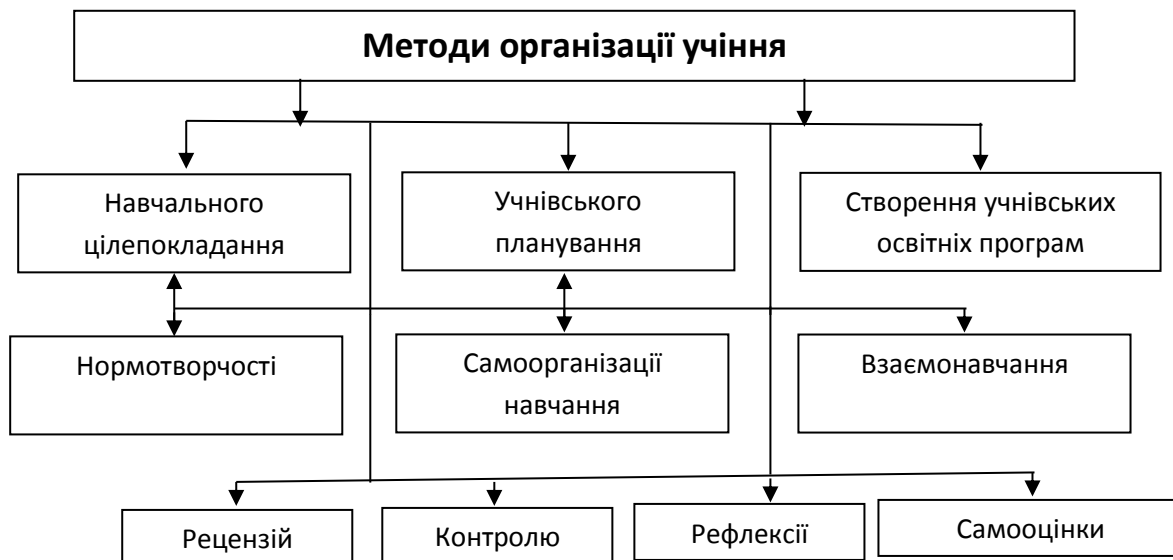 Методи організації учіння
Навчального
цілепокладання
Учнівського
планування
Створення учнівських
освітніх програм
Нормотворчості
Самоорганізації
навчання
Взаємонавчання
Рецензій
Контролю
Рефлексії
Самооцінки